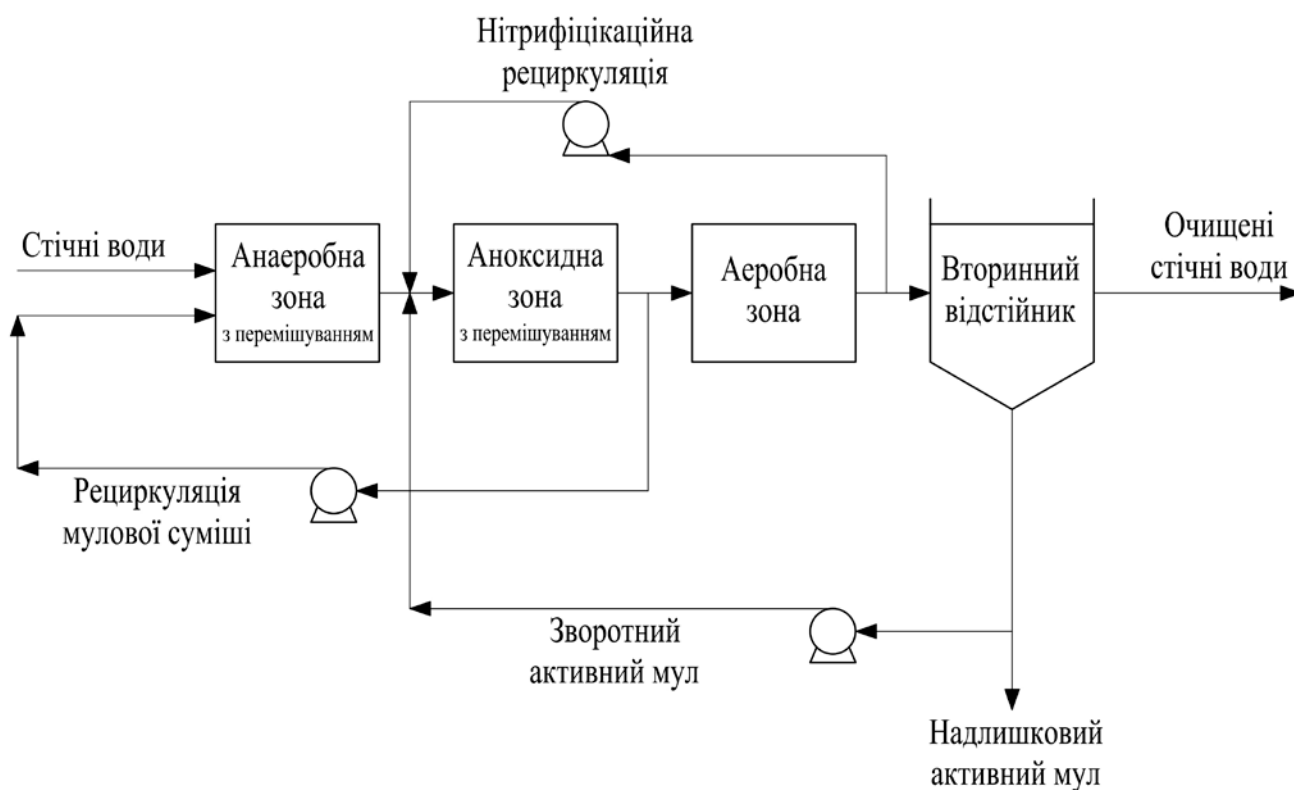 Нітрифіцікаційна
рециркуляція
Стічні води
Анаеробна
зона
з перемішуванням
Аноксидна
зона
з перемішуванням
Аеробна
зона
Вторинний
відстійник
Очищені
стічні води
Рециркуляція
мулової суміші
Зворотний
активний мул
Надлишковий
активний мул